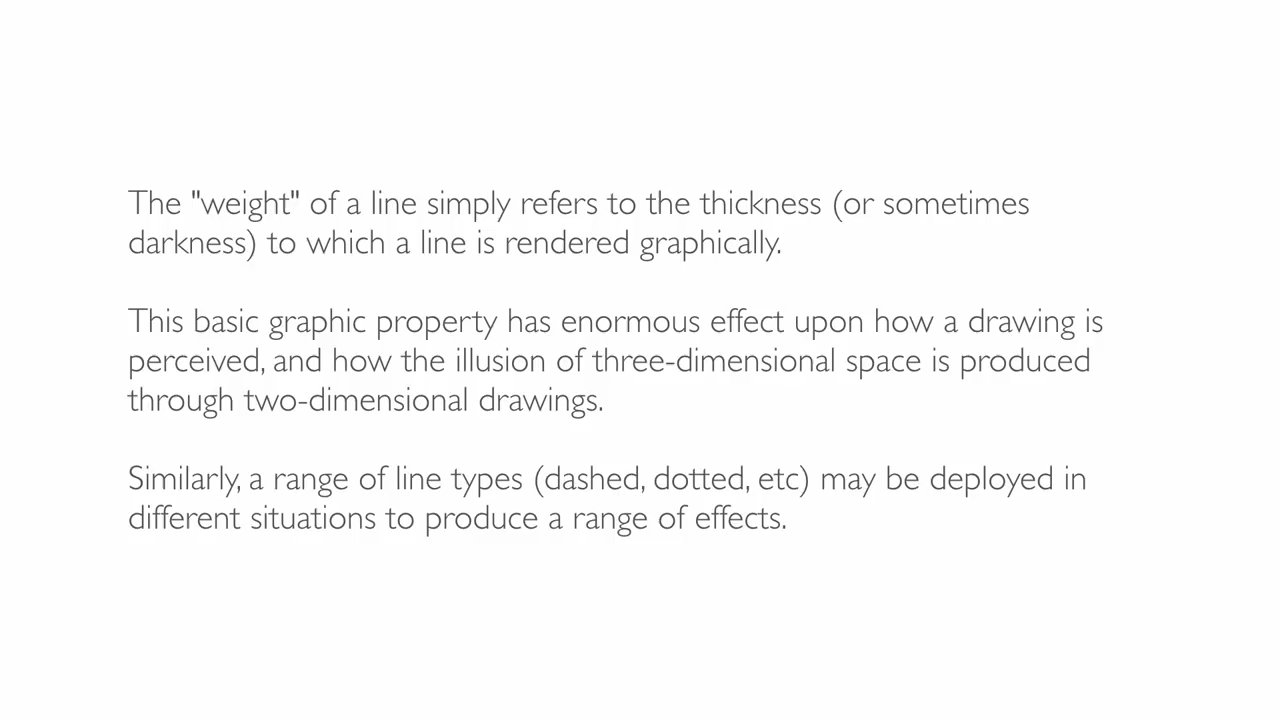 The "weight" of a line simply refers to the thickness (or sometimes
darkness) to which a line is rendered graphically.
This basic graphic property has enormous effect upon how a drawing is
perceived, and how the illusion of three-dimensional space is produced
through two-dimensional drawings.
Similarly, a range of line types (dashed, dotted, etc) may be deployed in
different situations to produce a range of effects.